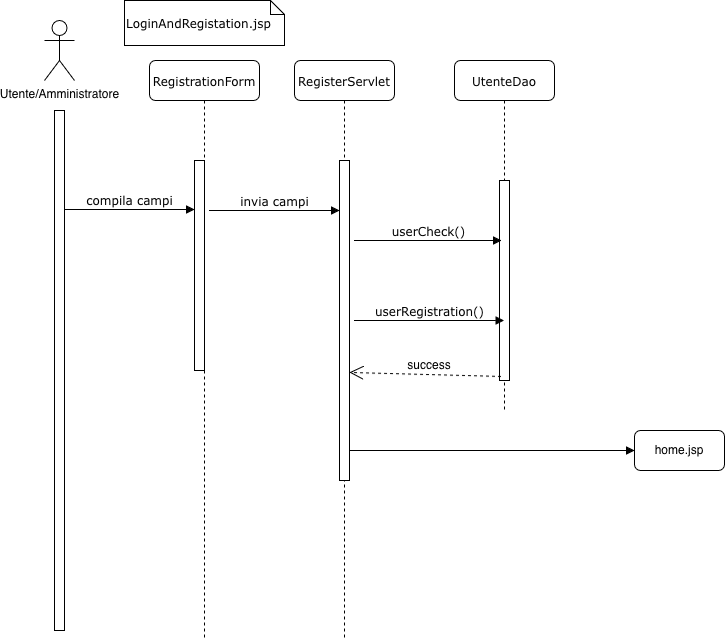 LoginAndRegistation.jsp
Utente/Amministratore
RegistrationForm
RegisterServlet
UtenteDao
compila campi
invia campi
userCheck()
userRegistration()
success
home.jsp